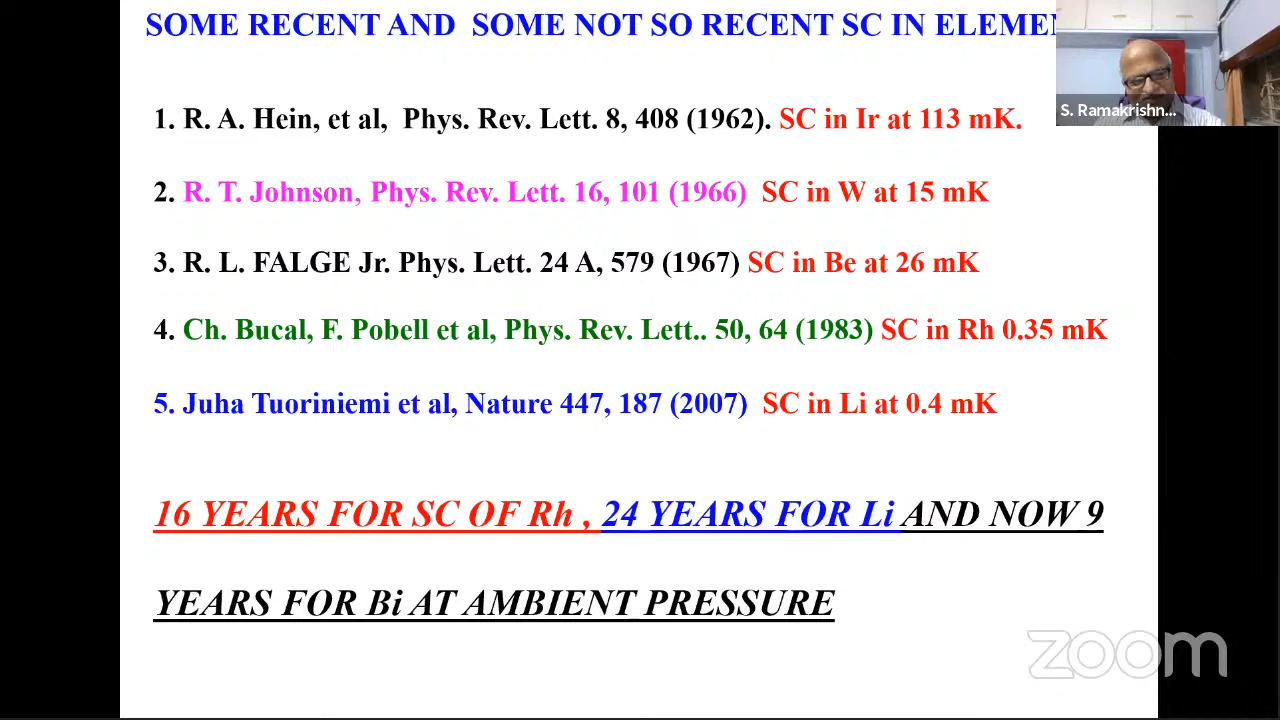 SOME RECENT AND SOME NOT SO RECENT SC IN ELEMEN
S. Ramakrishn...
1. R. A. Hein, et al, Phys. Rev. Lett. 8, 408 (1962). SC in Ir at 113 mK.
2. R. T. Johnson, Phys. Rev. Lett. 16, 101 (1966) SC in W at 15 mK
3. R. L. FALGE Jr. Phys. Lett. 24 A, 579 (1967) SC in Be at 26 mK
4. Ch. Bucal, F. Pobell et al, Phys. Rev. Lett.. 50, 64 (1983) SC in Rh 0.35 mK
5. Juha Tuoriniemi et al, Nature 447, 187 (2007) SC in Li at 0.4 mK
16 YEARS FOR SC OF Rh , 24 YEARS FOR Li AND NOW 9
YEARS FOR Bi AT AMBIENT PRESSURE
zoom